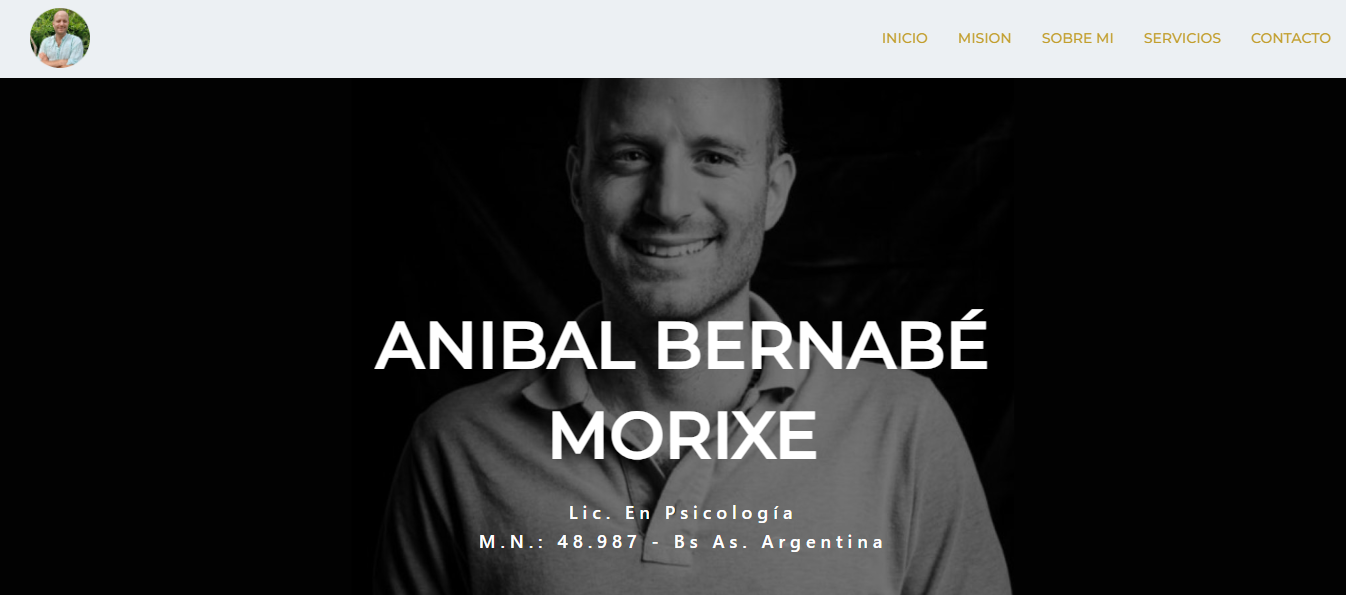 INICIO MISION SOBRE MI SERVICIOS CONTACTO
ANIBAL BERNABÉ
MORIXE
Lic. En Psicología
M.N.: 48.987 - Bs As. Argentina